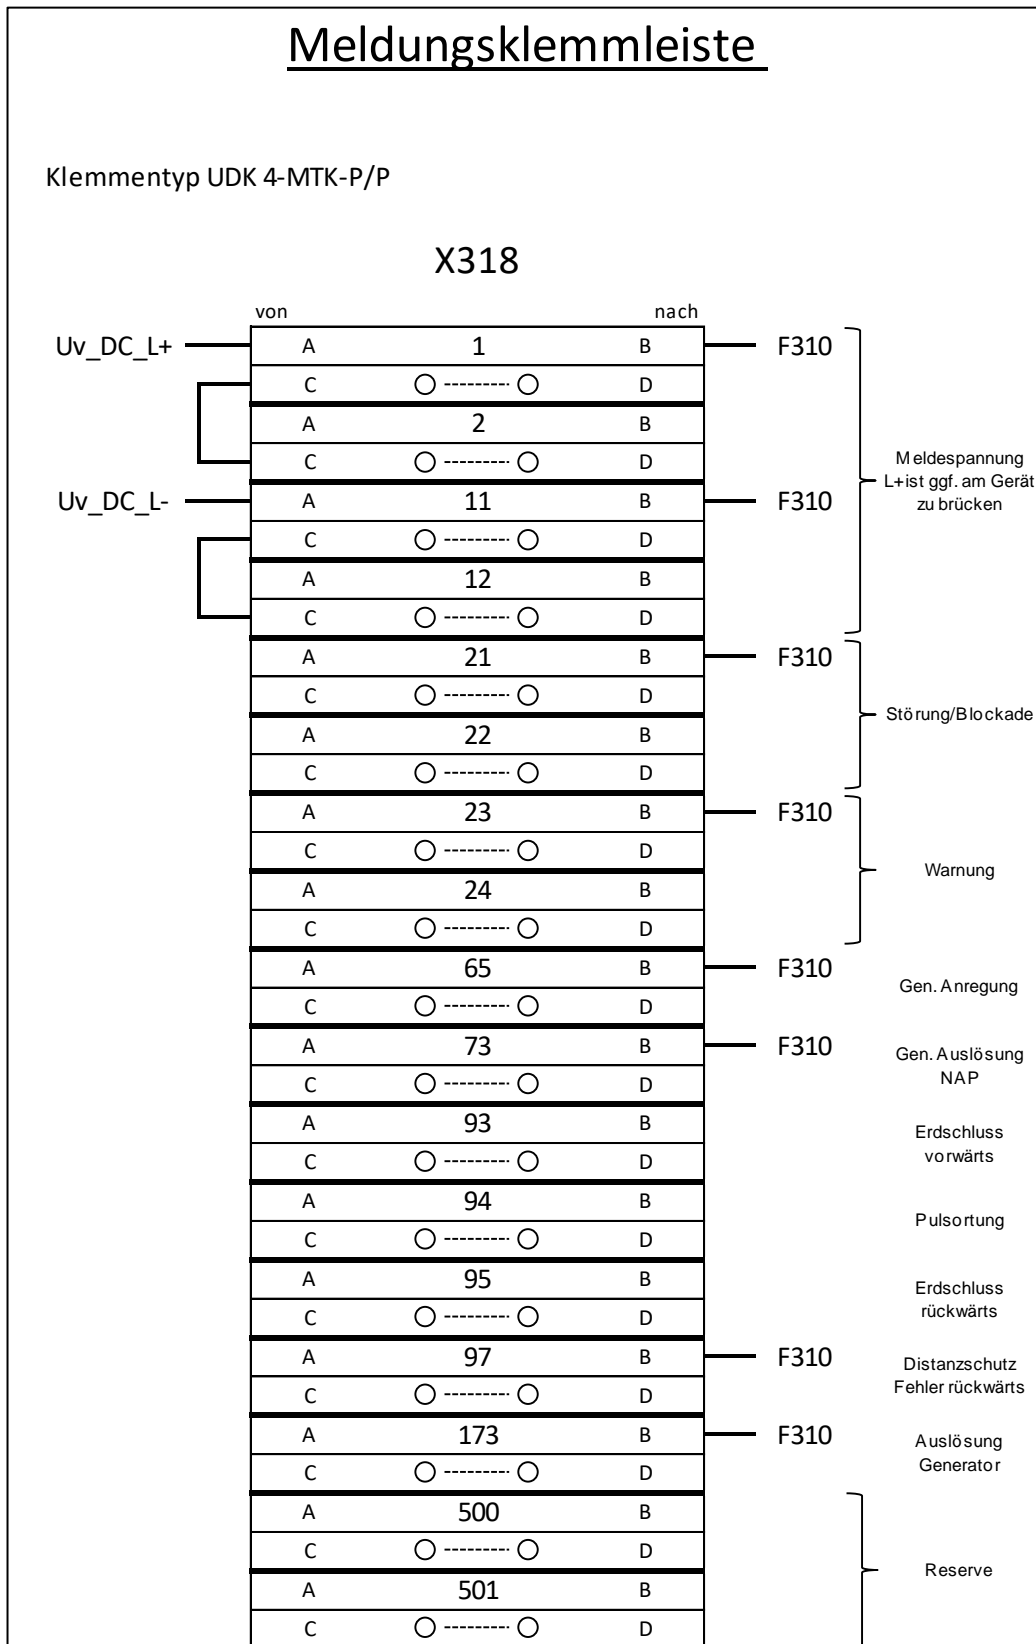 Meldungsklemmleiste
Klemmentyp UDK 4-MTK-P/P
X318
von nach
Uv_DC_L+ A 1 B F310
C D
A 2 B
C D
Meldespannung
L+ist ggf. am Gerät
zu brücken
Uv_DC_L- A 11 B F310
C D
A 12 B
C D
A 21 B F310
C D
Störung/Blockade
A 22 B
C D
A 23 B F310
C D
Warnung
A 24 B
C D
A 65 B F310
Gen. Anregung
C D
A 73 B F310
Gen. Auslösung
NAP
C D
A 93 B
Erdschluss
vorwärts
C D
A 94 B
Pulsortung
C D
A 95 B
Erdschluss
rückwärts
C D
A 97 B F310
Distanzschutz
Fehler rückwärts
C D
A 173 B F310
Auslösung
Generator
C D
A 500 B
C D
Reserve
A 501 B
C D